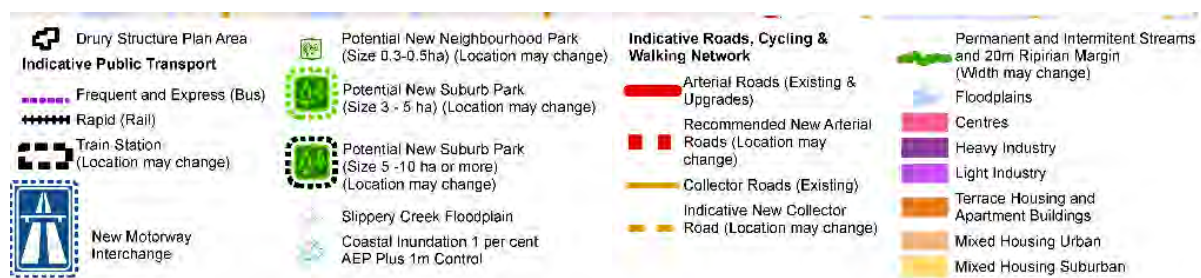 Drury Structure Plan Area
Indicative Public Transport
Frequent and Express (Bus)
Rapid (Rail)
Train Station
(Location may change)
New Motorway
Interchange
Potential New Neighbourhood Park
(Size 0.3-0.5ha) (Location may change)
Potential New Suburb Park
(Size 3 - 5 ha) (Location may change)
Potential New Suburb Park
(Size 5 -10 ha or more)
(Location may change)
Slippery Creek Floodplain
Coastal Inundation 1 per cent
AEP Plus 1m Control
Indicative Roads, Cycling &
Walking Network
Arterial Roads (Existing &
Upgrades)
Recommended New Arterial
Roads (Location may
change)
Collector Roads (Existing)
Indicative New Collector
Road (Location may change)
Permanent and Intermitent Streams
and 20m Ripirian Margin
(Width may change)
Floodplains
Centres
Heavy Industry
Light Industry
Terrace Housing and
Apartment Buildings
Mixed Housing Urban
Mixed Housing Suburban